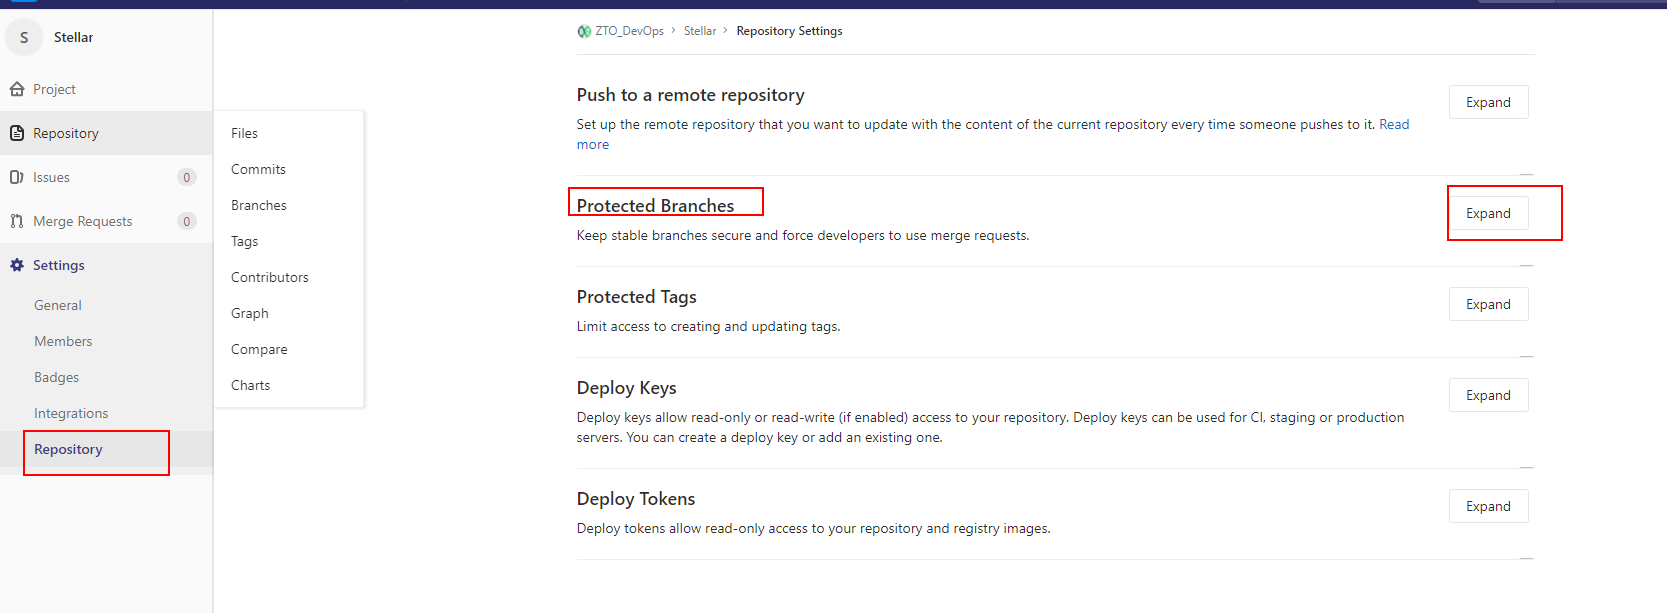 S
Stellar
Project
Repository
Issues 0
Merge Requests 0
Settings
General
Members
Badges
Integrations
Repository
Files
Commits
Branches
Tags
Contributors
Graph
Compare
Charts
ZTO_DevOps > Stellar > Repository Settings
Push to a remote repository
Expand
Set up the remote repository that you want to update with the content of the current repository every time someone pushes to it. Read
more
Protected Branches
Expand
Keep stable branches secure and force developers to use merge requests.
Protected Tags
Expand
Limit access to creating and updating tags.
Deploy Keys
Expand
Deploy keys allow read-only or read-write (if enabled) access to your repository. Deploy keys can be used for CI, staging or production
servers. You can create a deploy key or add an existing one.
Deploy Tokens
Expand
Deploy tokens allow read-only access to your repository and registry images.